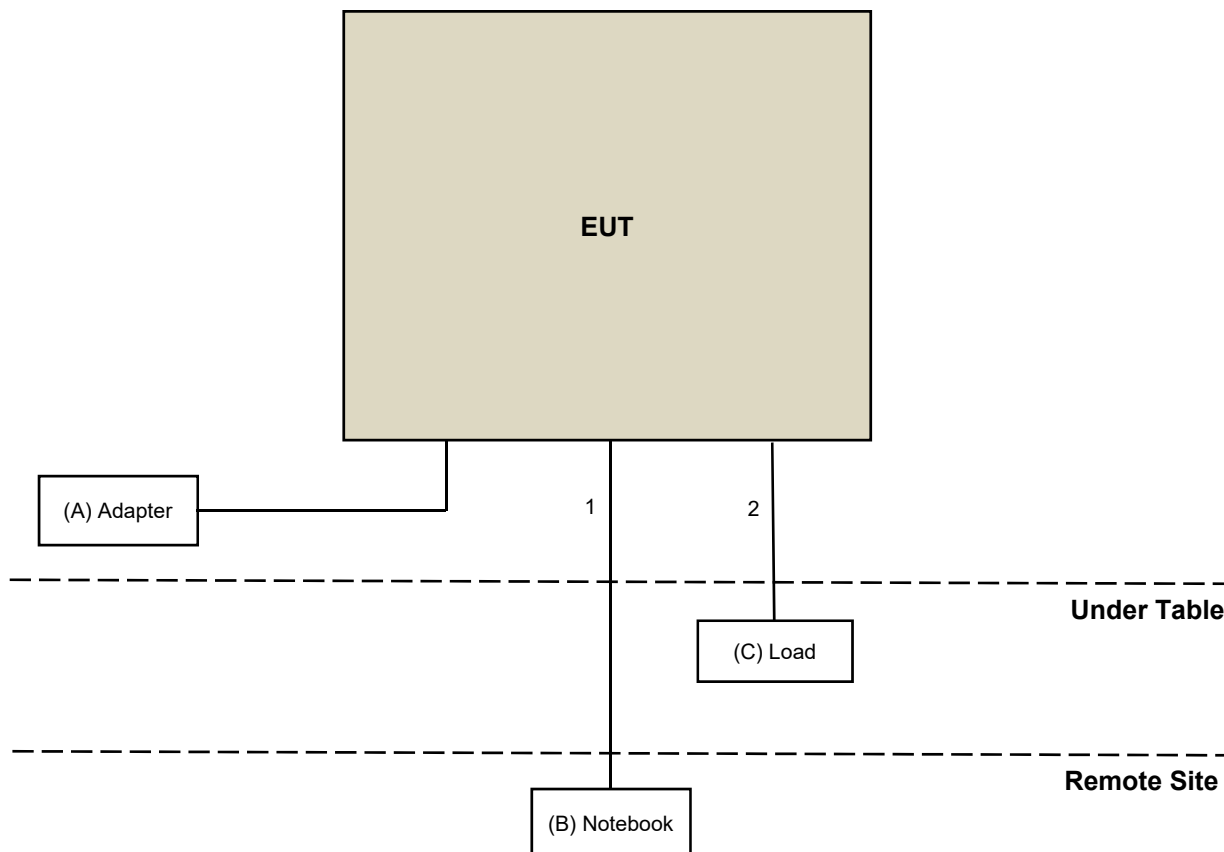 EUT
(A) Adapter
1
2
Under Table
(C) Load
Remote Site
(B) Notebook